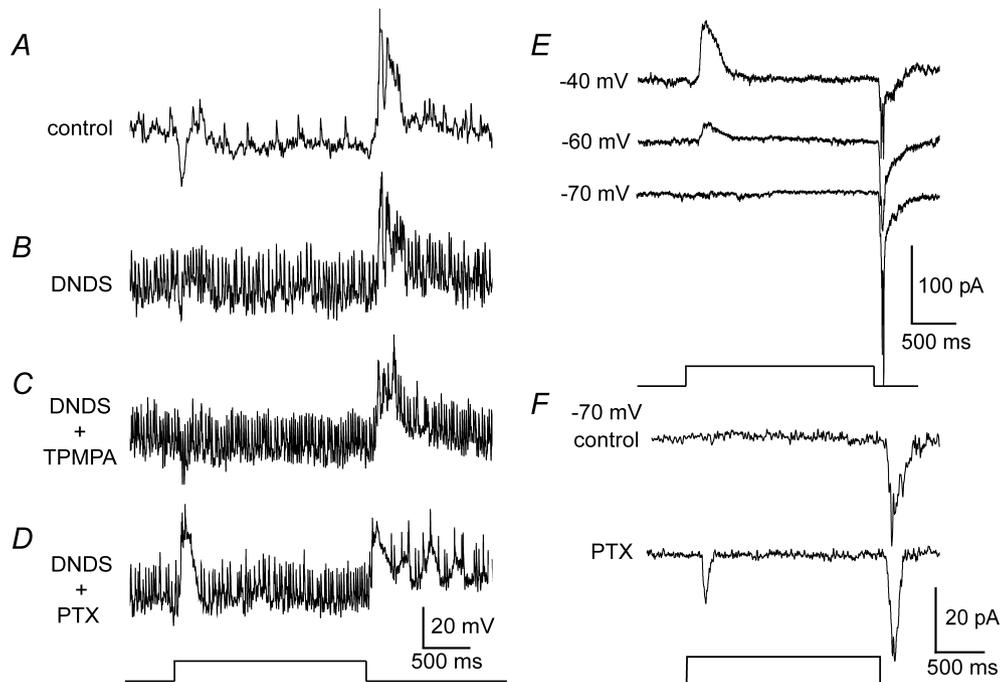 A
control
B
DNDS
C
DNDS
+
TPMPA
D
DNDS
+
PTX
20 mV
500 ms
E
-40 mV
-60 mV
-70 mV
100 pA
500 ms
F
-70 mV
control
PTX
20 pA
500 ms